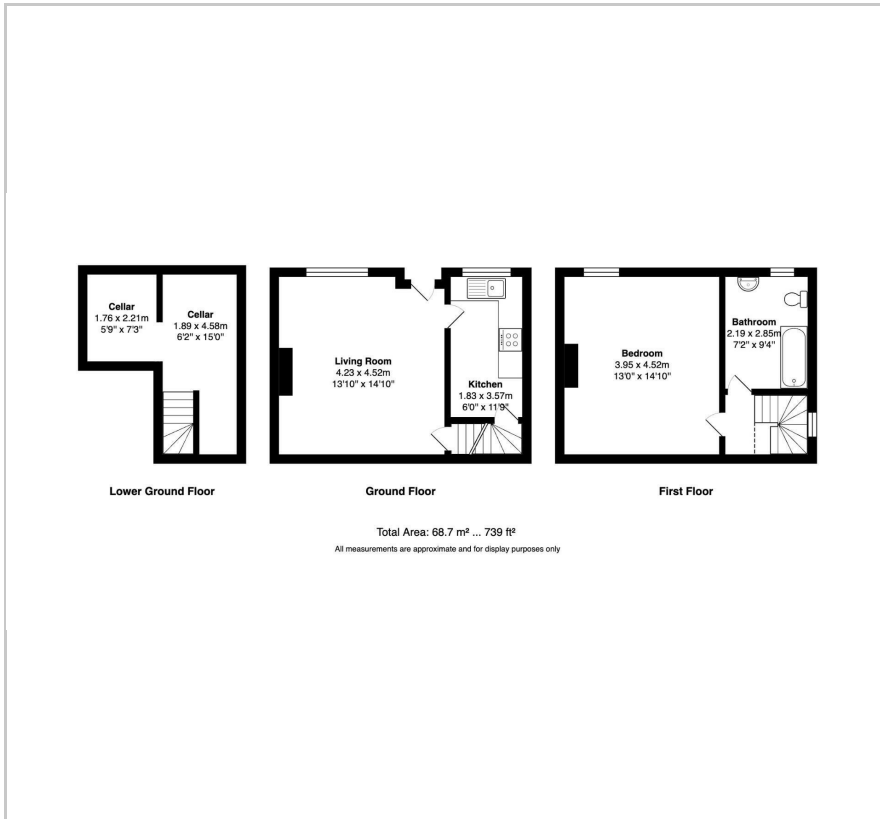 Cellar
1.76 x 2.21m
5'9" x 7'3"
Cellar
1.89 x 4.58m
6'2" x 15'0"
Lower Ground Floor
Living Room
4.23 x 4.52m
13'10" x 14'10"
Kitchen
1.83 x 3.57m
6'0" x 11'9"
Ground Floor
Bedroom
3.95 x 4.52m
13'0" x 14'10"
Bathroom
2.19 x 2.85m
7'2" x 9'4"
First Floor
Total Area: 68.7 m² ... 739 ft²
All measurements are approximate and for display purposes only